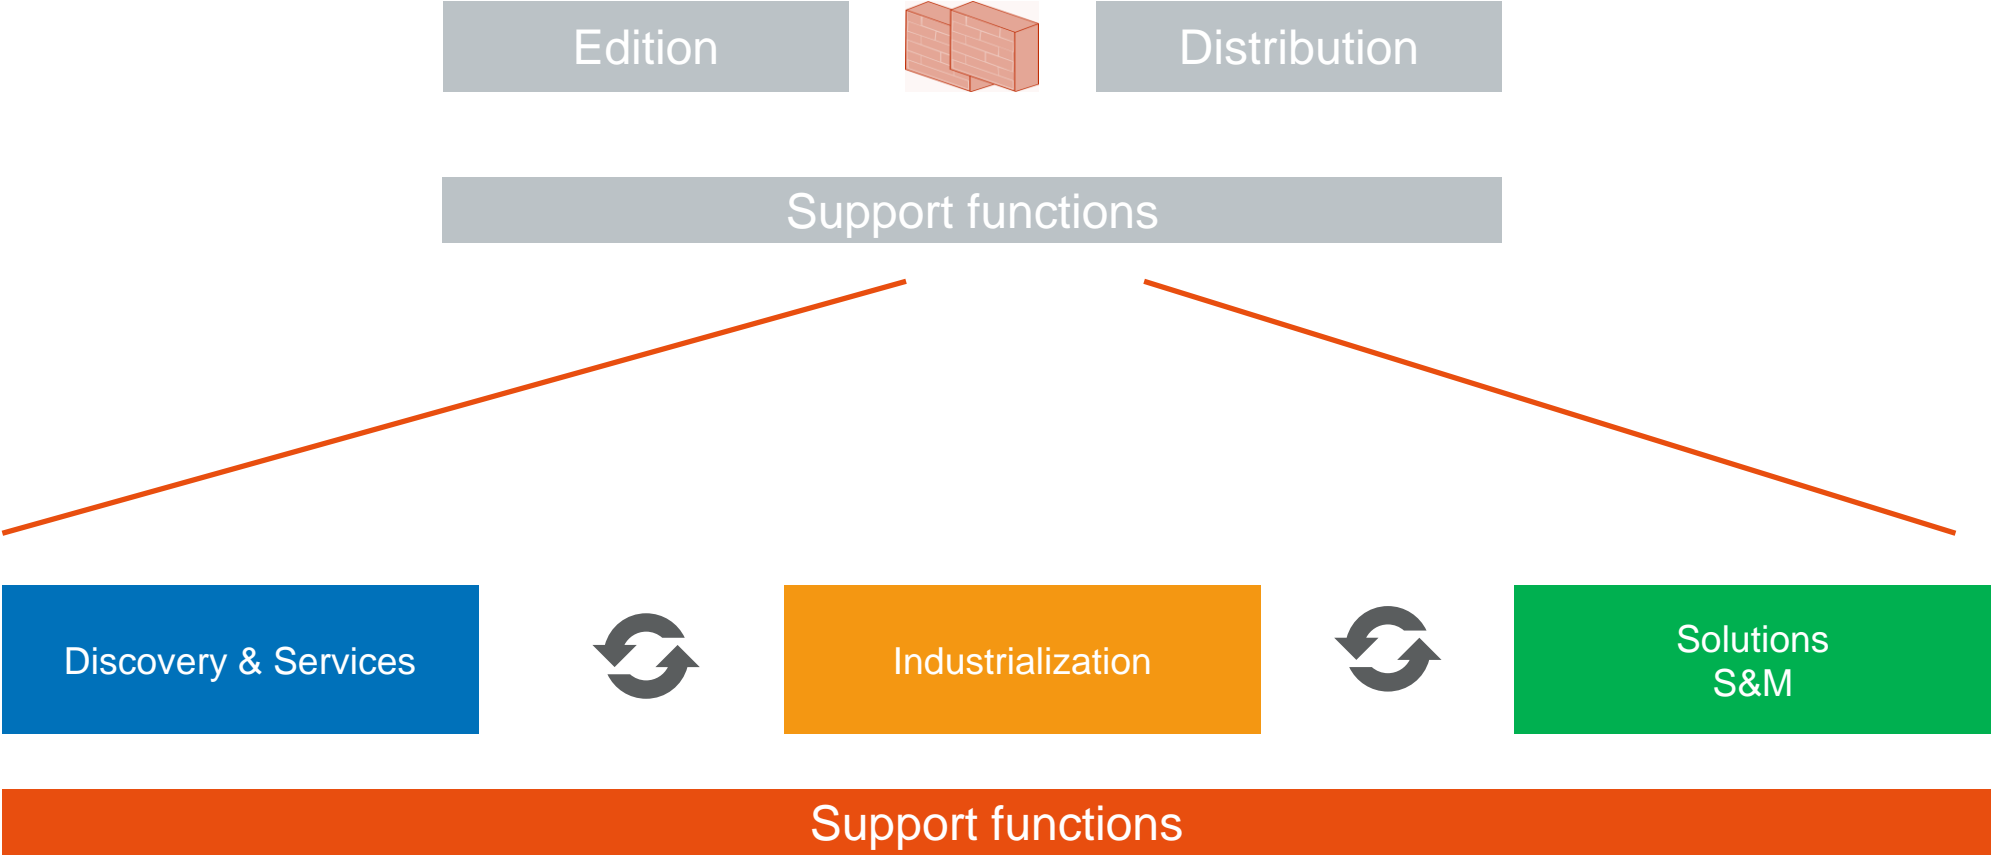 Edition
Distribution
Support functions
Discovery & Services
Industrialization
Solutions
S&M
Support functions